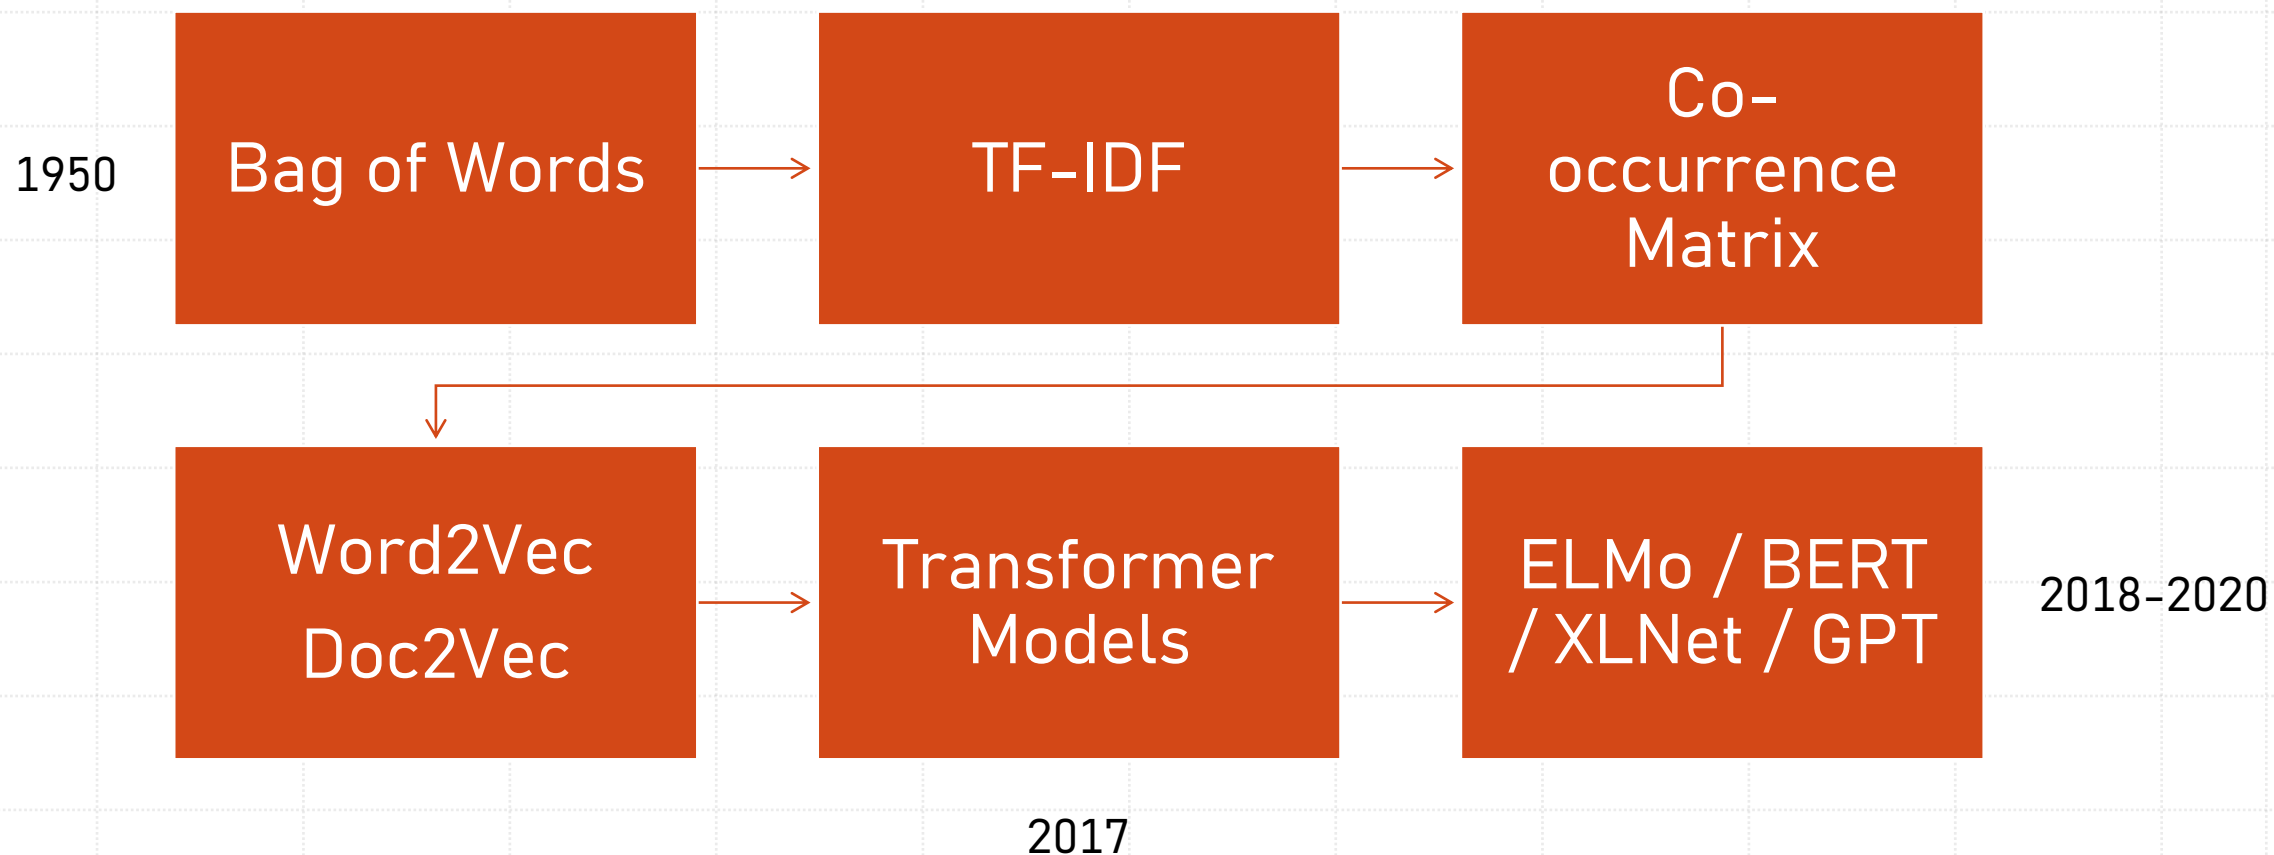 1950
Bag of Words
TF-IDF
Co-
occurrence
Matrix
Word2Vec
Doc2Vec
Transformer
Models
ELMo / BERT
/ XLNet / GPT
2018-2020
2017